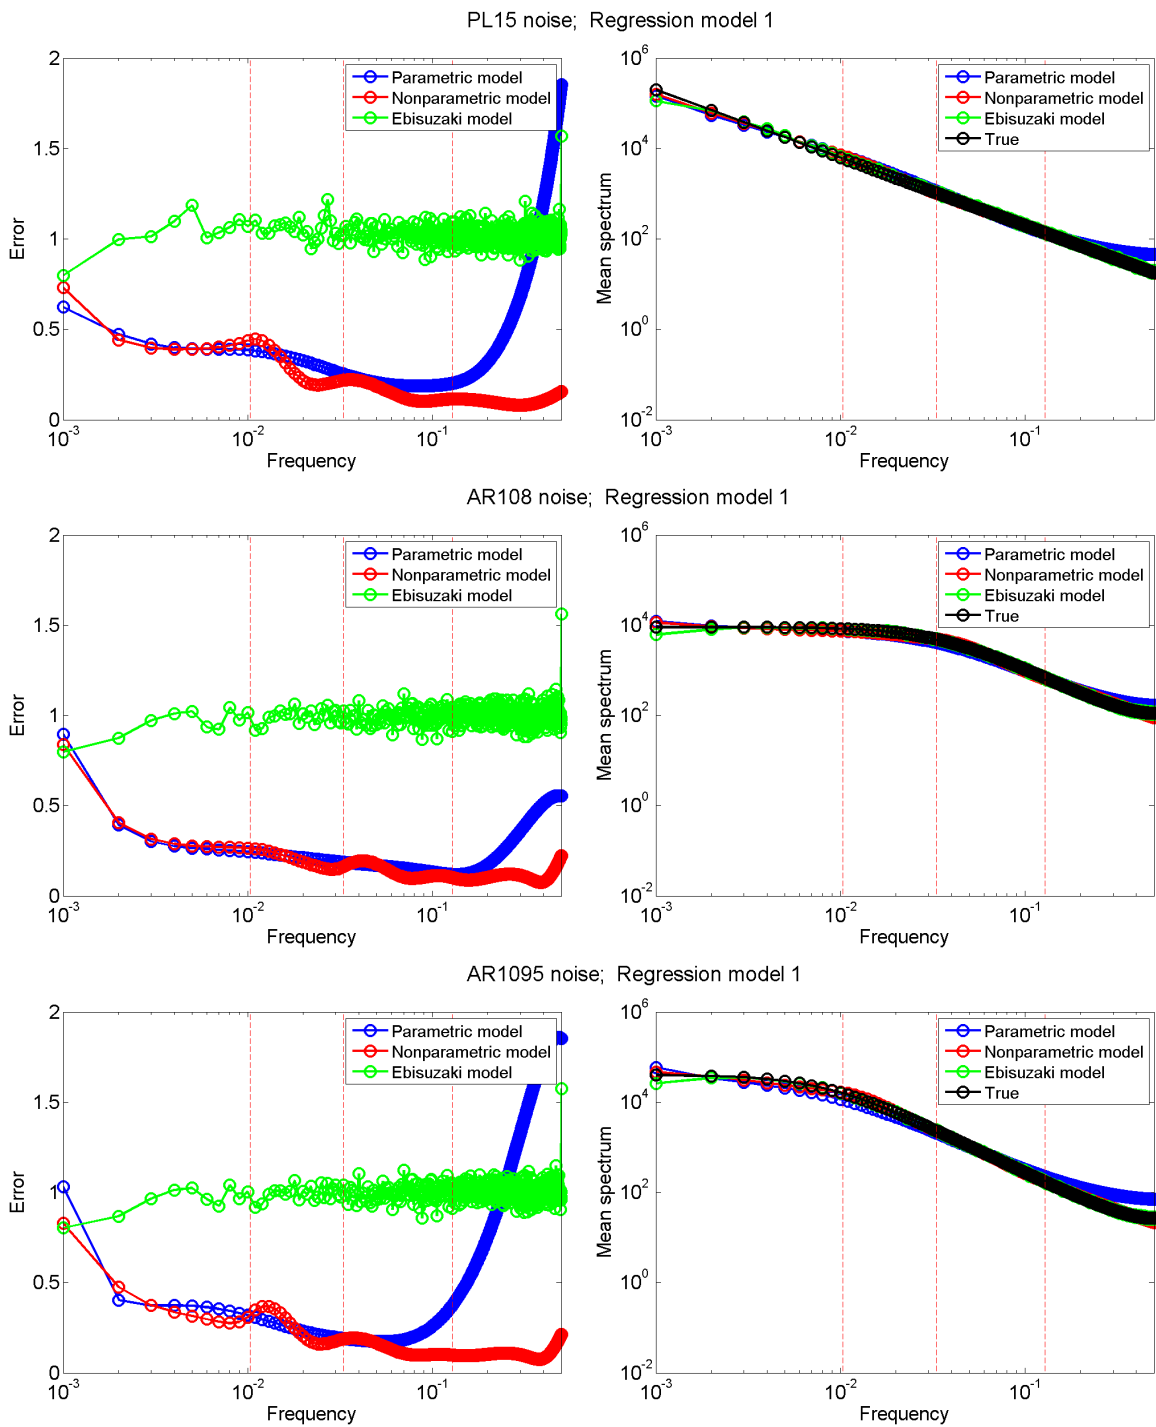 PL15 noise;  Regression model 1
2
1.5
1
0.5
0
Error
10^-3
10^-2
10^-1
Frequency
Parametric model
Nonparametric model
Ebisuzaki model
10^6
10^4
10^2
10^0
10^-2
Mean spectrum
10^-3
10^-2
10^-1
Frequency
Parametric model
Nonparametric model
Ebisuzaki model
True
AR108 noise;  Regression model 1
2
1.5
1
0.5
0
Error
10^-3
10^-2
10^-1
Frequency
Parametric model
Nonparametric model
Ebisuzaki model
10^6
10^4
10^2
10^0
10^-2
Mean spectrum
10^-3
10^-2
10^-1
Frequency
Parametric model
Nonparametric model
Ebisuzaki model
True
AR1095 noise;  Regression model 1
2
1.5
1
0.5
0
Error
10^-3
10^-2
10^-1
Frequency
Parametric model
Nonparametric model
Ebisuzaki model
10^6
10^4
10^2
10^0
10^-2
Mean spectrum
10^-3
10^-2
10^-1
Frequency
Parametric model
Nonparametric model
Ebisuzaki model
True